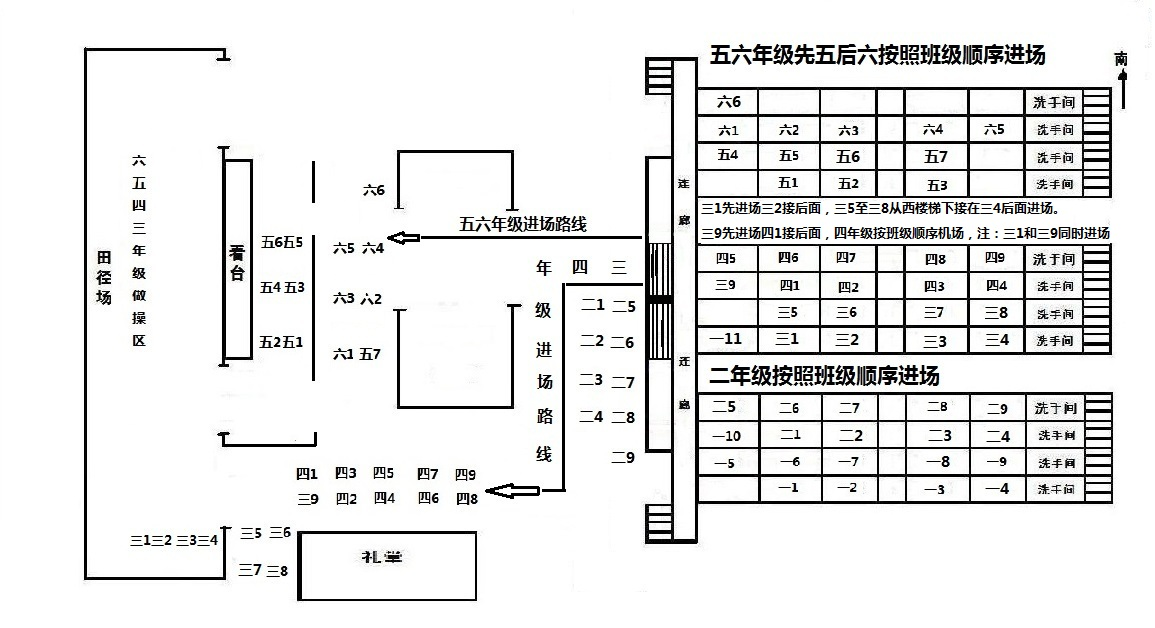 五六年级先五后六按照班级顺序进场
南
六6 洗手间
六1 六2 六3 六4 六5 洗手间
五4 五5 五6 五7 洗手间
五1 五2 五3 洗手间
三1先进场三2接后面，三5至三8从西楼梯下接在三4后面进场。
三9先进场四1接后面，四年级按班级顺序机场，注：三1和三9同时进场
四5 四6 四7 四8 四9 洗手间
三9 四1 四2 四3 四4 洗手间
三5 三6 三7 三8 洗手间
一11 三1 三2 三3 三4 洗手间
二年级按照班级顺序进场
二5 二6 二7 二8 二9 洗手间
一10 二1 二2 二3 二4 洗手间
一5 一6 一7 一8 一9 洗手间
一1 一2 一3 一4 洗手间
连廊
连廊
田径场
六五四三年级做操区
看台
五六年级进场路线
六6
六5 六4
六3 六2
六1 五7
五6 五5
五4 五3
五2 五1
年 四 三
级进场路线
二1 二5
二2 二6
二3 二7
二4 二8
二9
四1 四3 四5 四7 四9
三9 四2 四4 四6 四8
三1 三2 三3 三4
三5 三6
三7 三8
礼堂